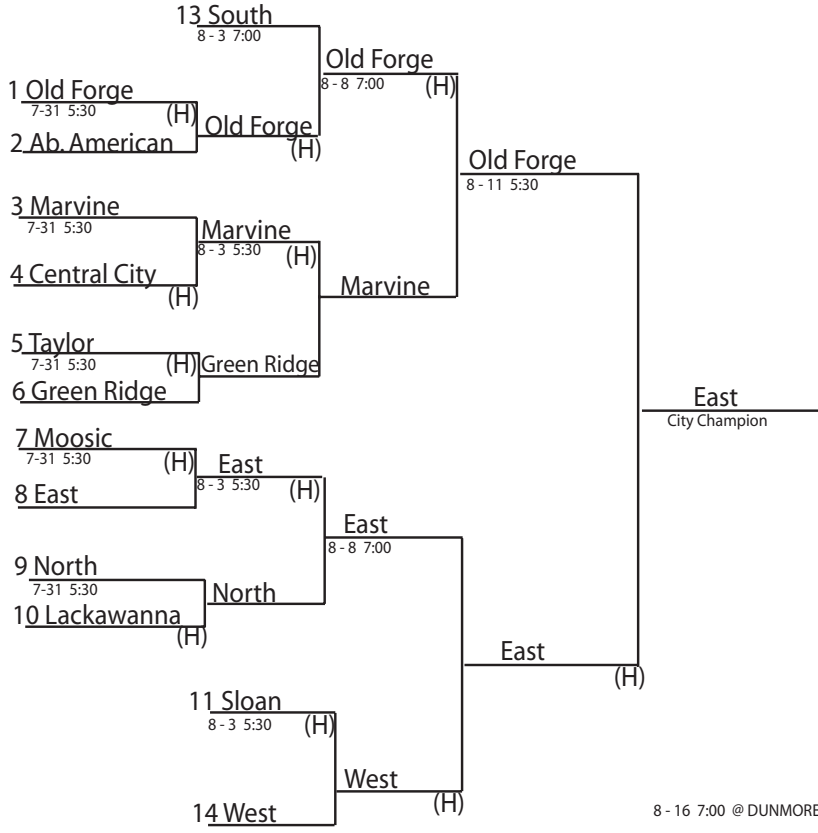 13 South
8 - 3 7:00
Old Forge
8 - 8 7:00
(H)
1 Old Forge
7-31 5:30
(H)
Old Forge
(H)
2 Ab. American
Old Forge
8 - 11 5:30
3 Marvine
7-31 5:30
Marvine
8 - 3 5:30
(H)
4 Central City
(H)
Marvine
5 Taylor
7-31 5:30
(H)
Green Ridge
6 Green Ridge
East
City Champion
7 Moosic
7-31 5:30
(H)
East
8 - 3 5:30
(H)
8 East
East
8 - 8 7:00
9 North
7-31 5:30
North
10 Lackawanna
(H)
East
(H)
11 Sloan
8 - 3 5:30
(H)
West
(H)
14 West
8 - 16 7:00 @ DUNMORE